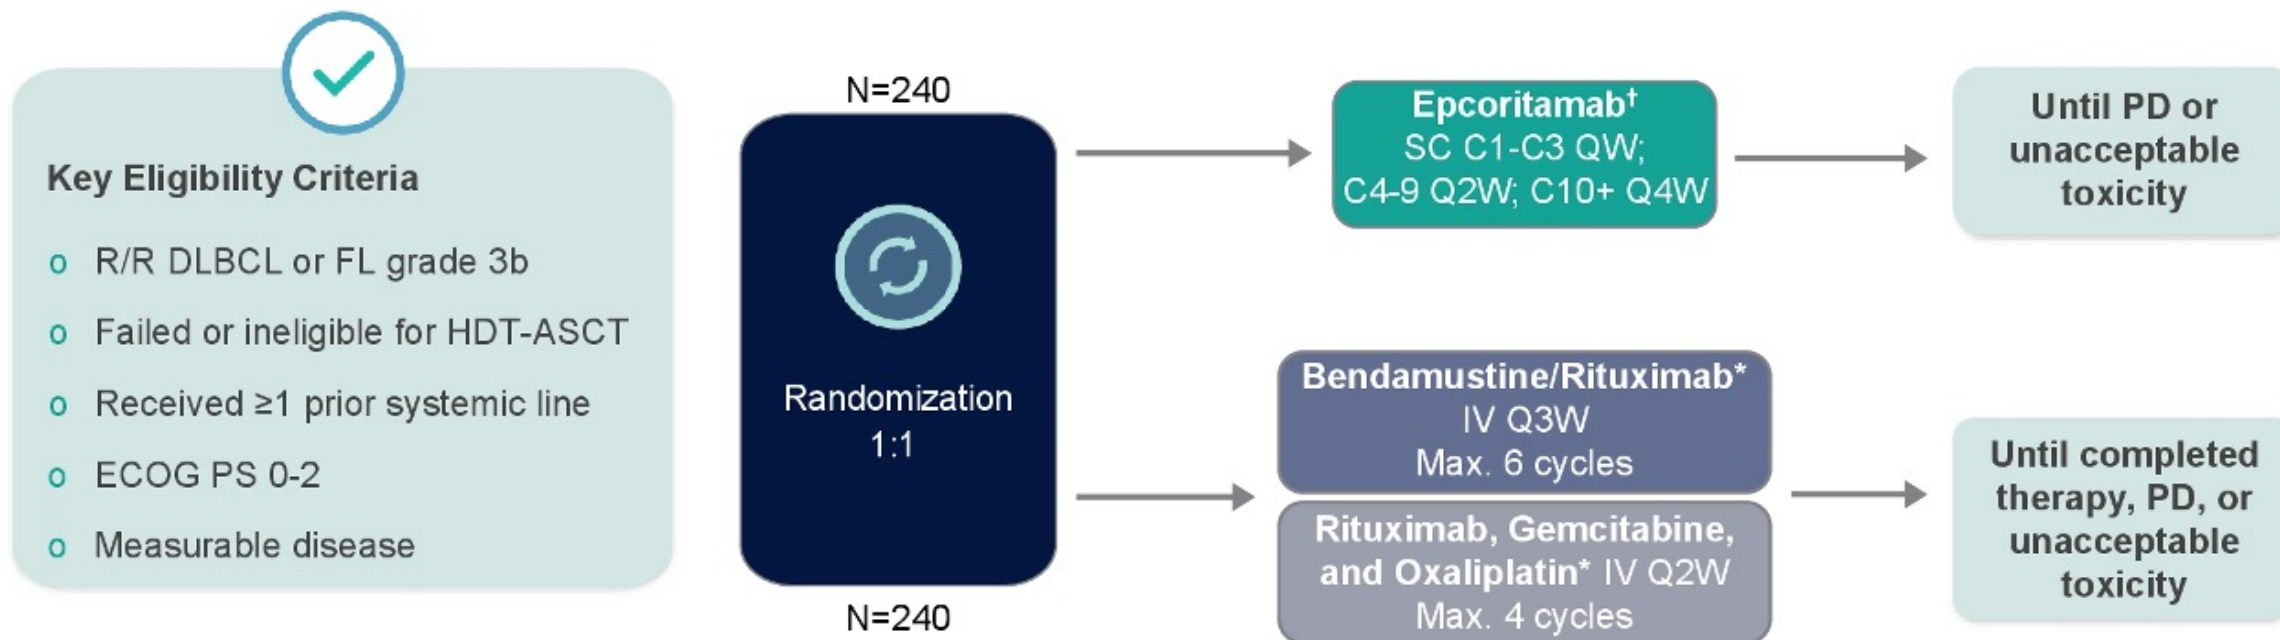 Key Eligibility Criteria
o R/R DLBCL or FL grade 3b
o Failed or ineligible for HDT-ASCT
o Received ≥1 prior systemic line
o ECOG PS 0-2
o Measurable disease
N=240
Randomization
1:1
N=240
Epcoritamab†
SC C1-C3 QW;
C4-9 Q2W; C10+ Q4W
Until PD or
unacceptable
toxicity
Bendamustine/Rituximab*
IV Q3W
Max. 6 cycles
Rituximab, Gemcitabine,
and Oxaliplatin* IV Q2W
Max. 4 cycles
Until completed
therapy, PD, or
unacceptable
toxicity